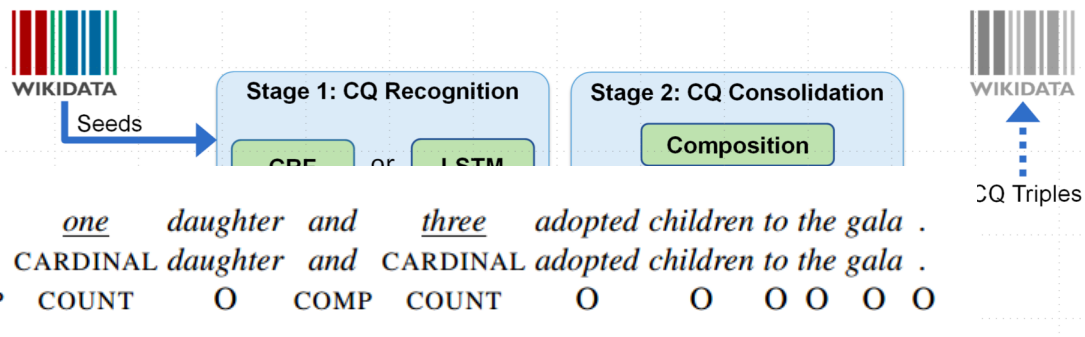 WIKIDATA
WIKIDATA
Seeds
Stage 1: CQ Recognition
or
Stage 2: CQ Consolidation
Composition
CQ Triples
one daughter and three adopted children to the gala .
CARDINAL daughter and CARDINAL adopted children to the gala .
COUNT O COMP COUNT O O O O O O